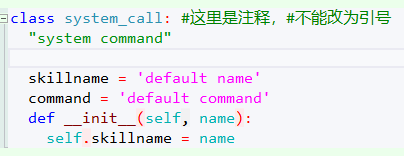 class system_call: #这里是注释，#不能改为引号
"system command"
skillname = 'default name'
command = 'default command'
def __init__(self, name):
self.skillname = name